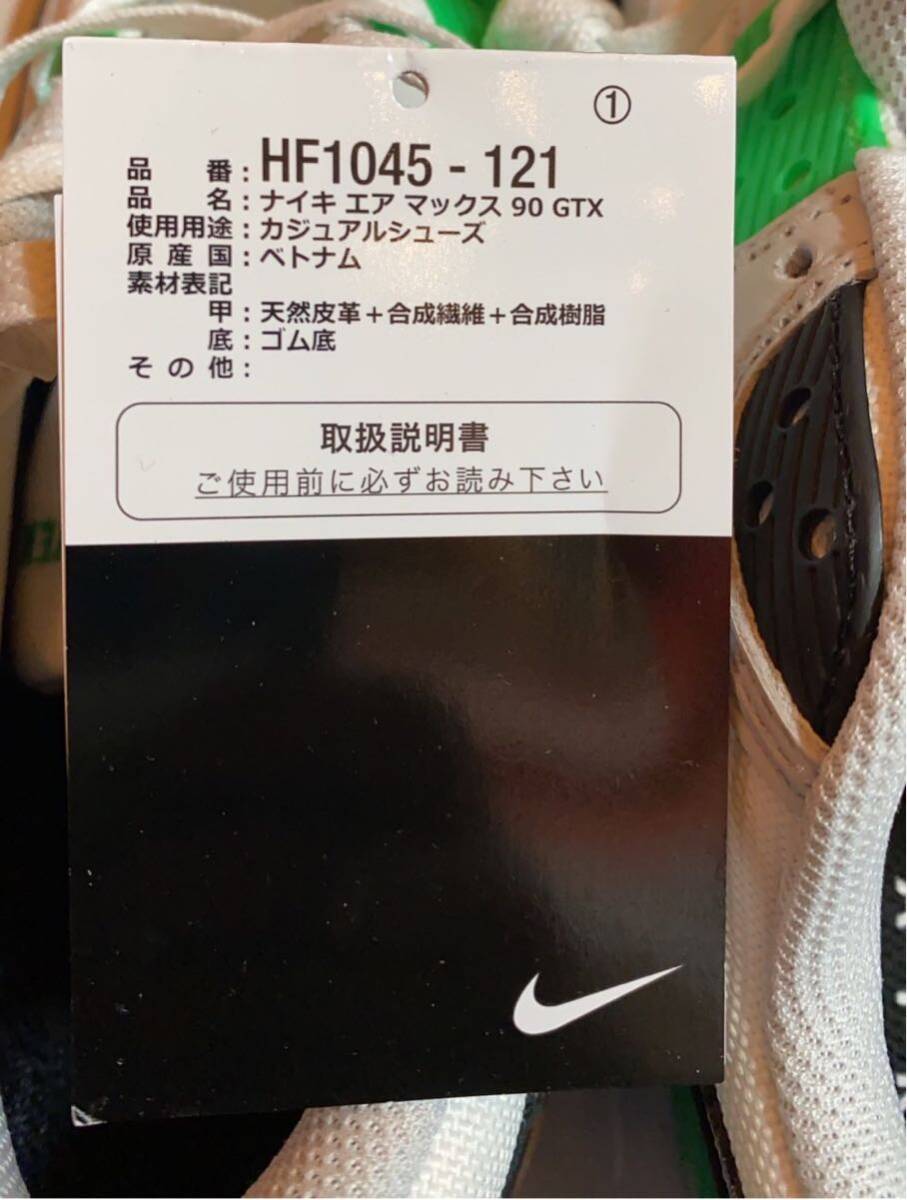 ①
品番：HF1045 - 121
品名：ナイキ エア マックス 90 GTX
使用用途：カジュアルシューズ
原産国：ベトナム
素材表記
甲：天然皮革＋合成繊維＋合成樹脂
底：ゴム底
その他：
取扱説明書
ご使用前に必ずお読み下さい